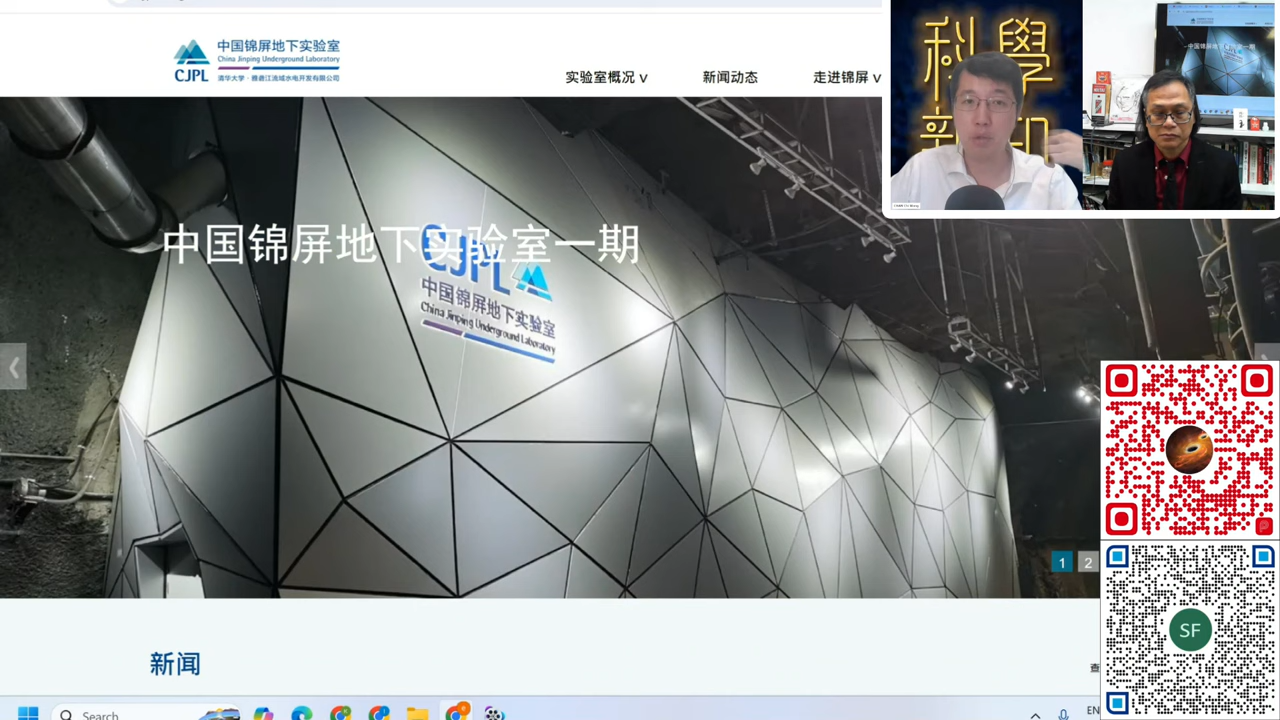 中国锦屏地下实验室
China Jinping Underground Laboratory
CJPL
清华大学·雅砻江流域水电开发有限公司
实验室概况 ∨
新闻动态
走进锦屏 ∨
科學
新知
中国锦屏地下实验室一期
CJPL
中国锦屏地下实验室
China Jinping Underground Laboratory
1
2
SF
新闻
查
Search
EN